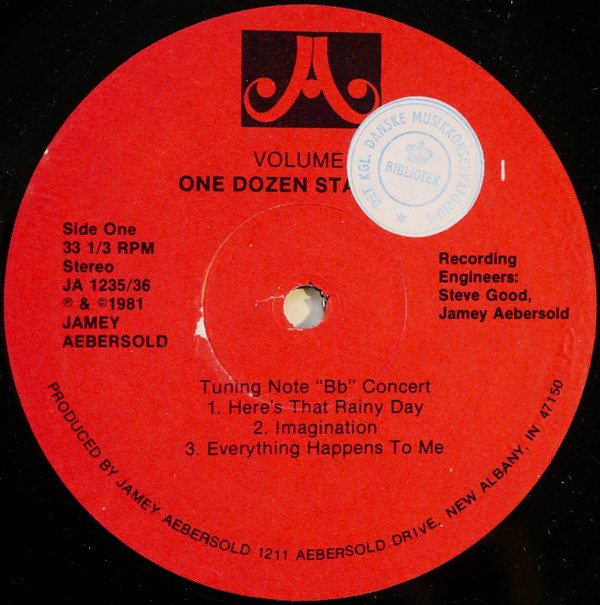 VOLUME
ONE DOZEN STA
DET KGL. DANSKE MUSIKKONSERVATORIUM
BIBLIOTEK
Side One
33 1/3 RPM
Stereo
JA 1235/36
℗ & ©1981
JAMEY
AEBERSOLD
Recording
Engineers:
Steve Good,
Jamey Aebersold
Tuning Note “Bb” Concert
1. Here's That Rainy Day
2. Imagination
3. Everything Happens To Me
PRODUCED BY JAMEY AEBERSOLD 1211 AEBERSOLD DRIVE, NEW ALBANY, IN 47150